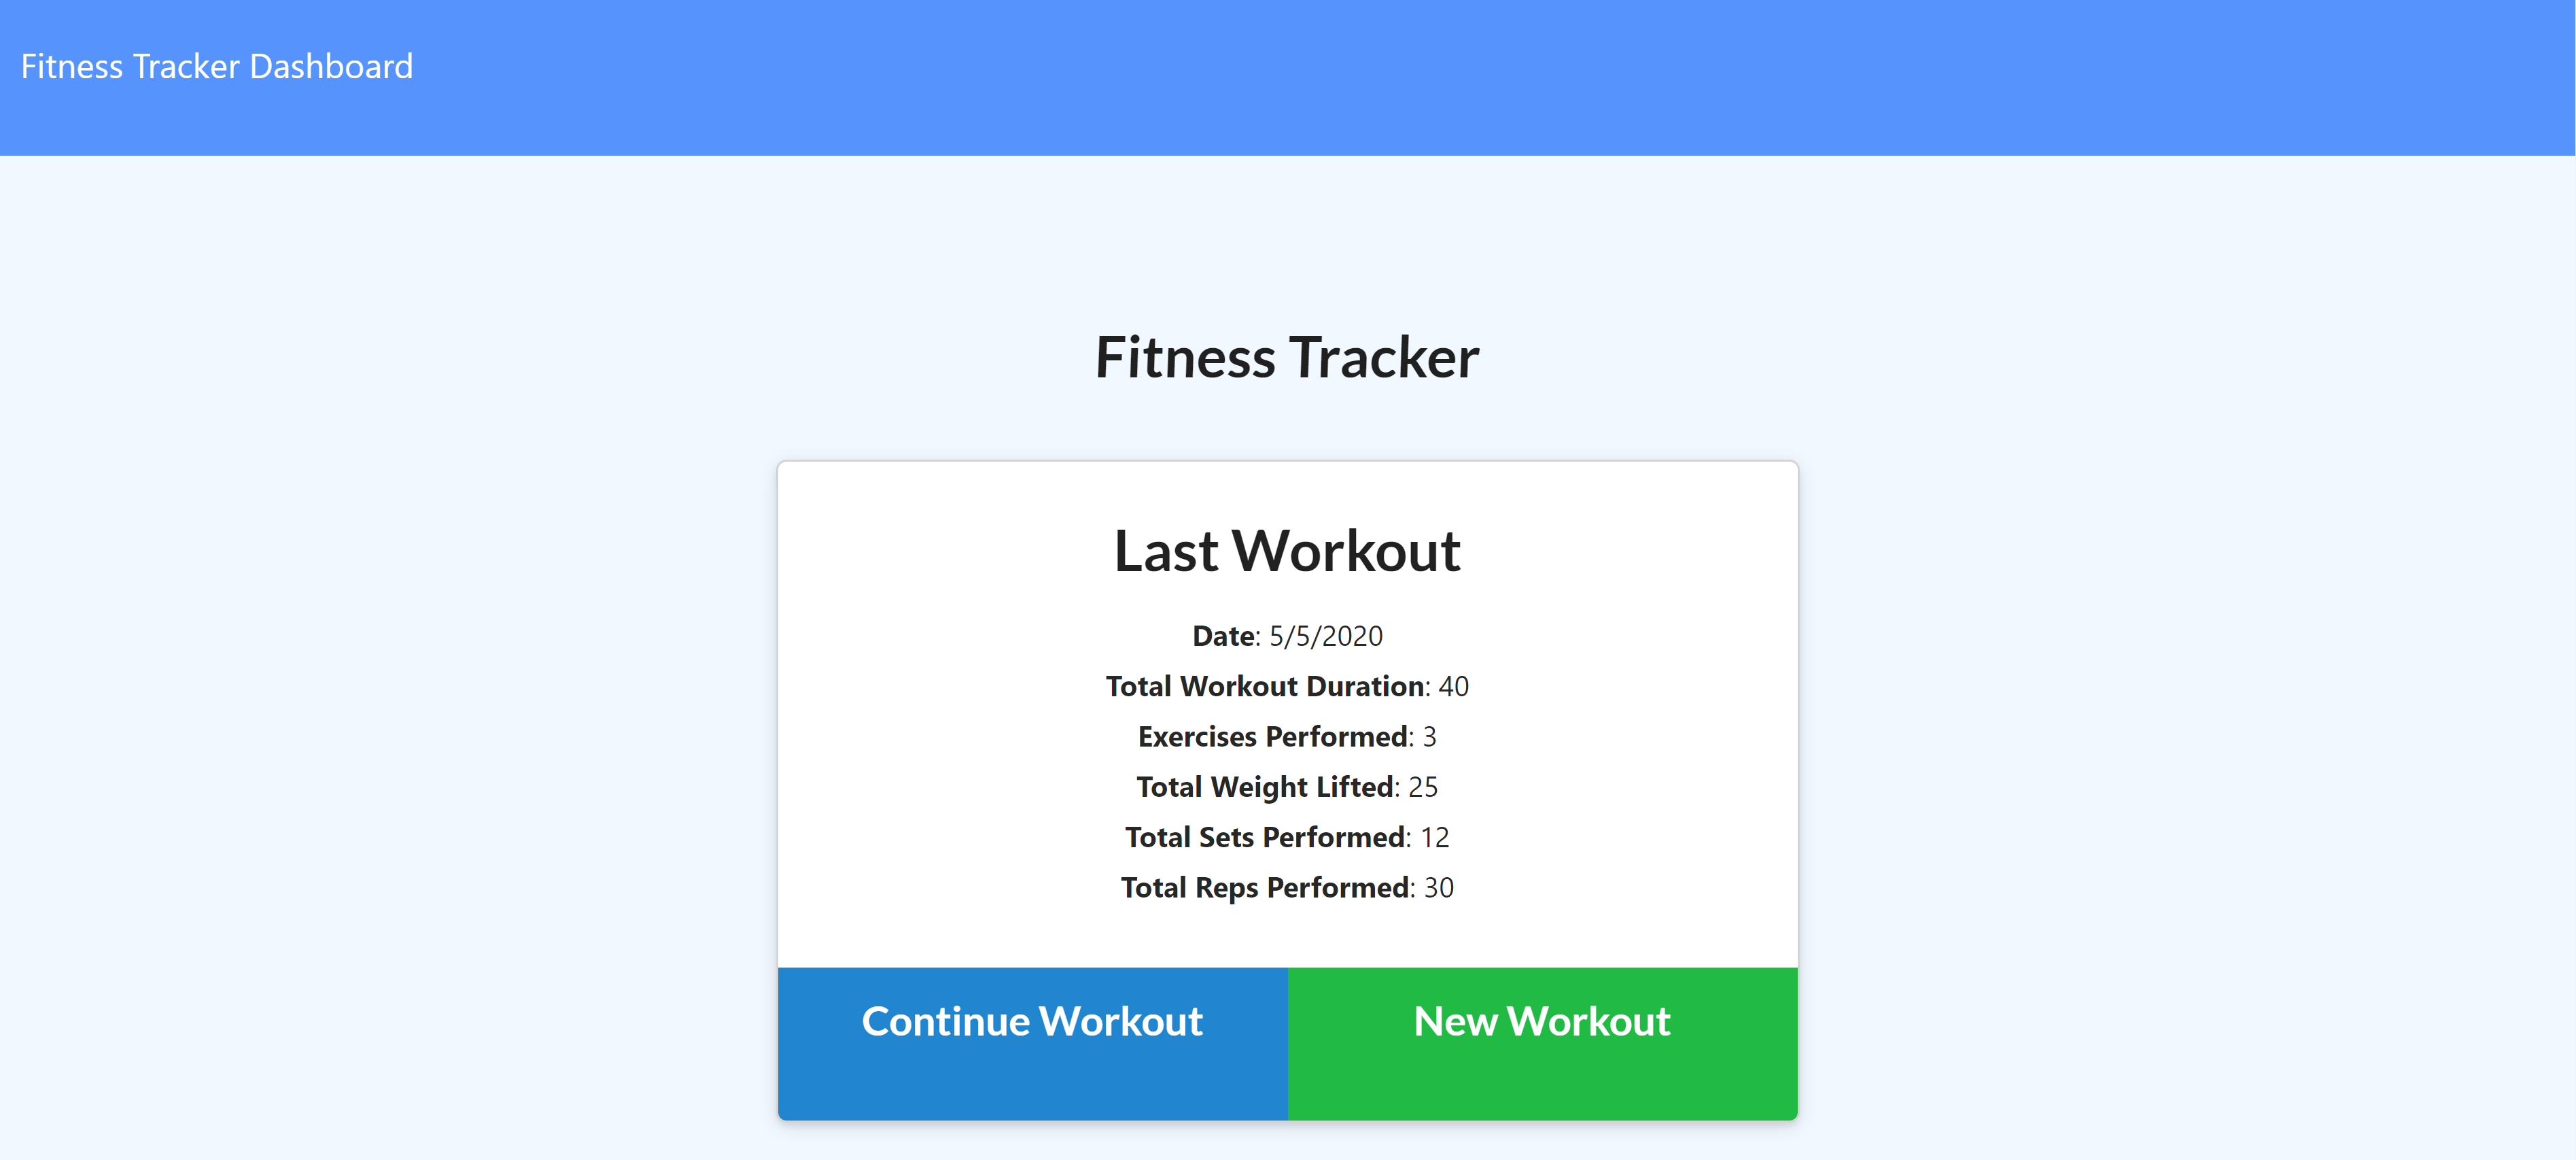 Fitness Tracker Dashboard
Fitness Tracker
Last Workout
Date: 5/5/2020
Total Workout Duration: 40
Exercises Performed: 3
Total Weight Lifted: 25
Total Sets Performed: 12
Total Reps Performed: 30
Continue Workout
New Workout